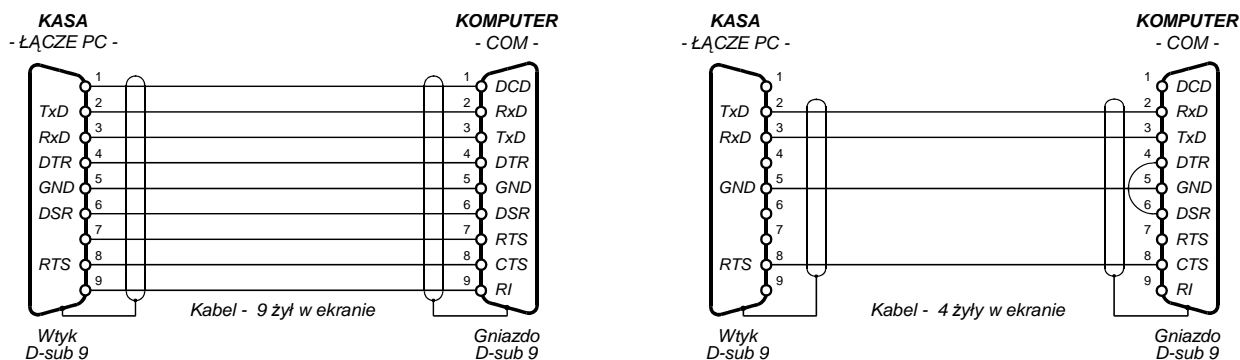 KASA
- ŁĄCZE PC -
KOMPUTER
- COM -
1
2
3
4
5
6
7
8
9
TxD
RxD
DTR
GND
DSR
RTS
1
2
3
4
5
6
7
8
9
DCD
RxD
TxD
DTR
GND
DSR
RTS
CTS
RI
Kabel - 9 żył w ekranie
Wtyk
D-sub 9
Gniazdo
D-sub 9
KASA
- ŁĄCZE PC -
KOMPUTER
- COM -
1
2
3
4
5
6
7
8
9
TxD
RxD
GND
RTS
1
2
3
4
5
6
7
8
9
DCD
RxD
TxD
DTR
GND
DSR
RTS
CTS
RI
Kabel - 4 żyły w ekranie
Wtyk
D-sub 9
Gniazdo
D-sub 9